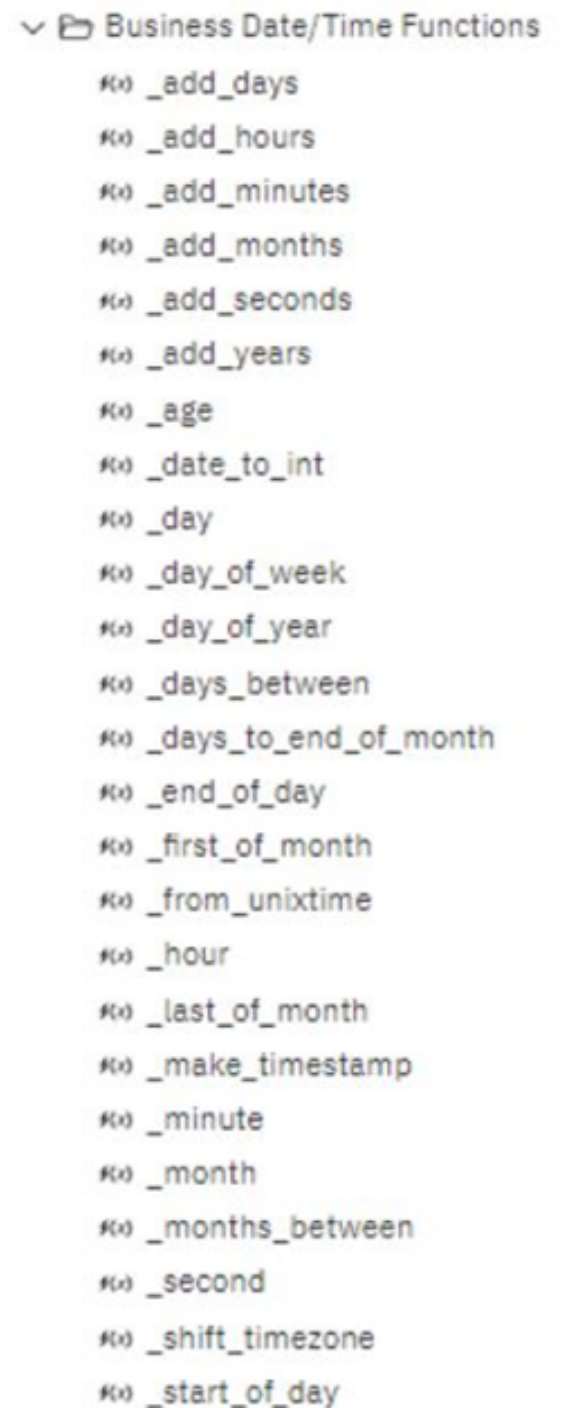 Business Date/Time Functions
f(x) _add_days
f(x) _add_hours
f(x) _add_minutes
f(x) _add_months
f(x) _add_seconds
f(x) _add_years
f(x) _age
f(x) _date_to_int
f(x) _day
f(x) _day_of_week
f(x) _day_of_year
f(x) _days_between
f(x) _days_to_end_of_month
f(x) _end_of_day
f(x) _first_of_month
f(x) _from_unixtime
f(x) _hour
f(x) _last_of_month
f(x) _make_timestamp
f(x) _minute
f(x) _month
f(x) _months_between
f(x) _second
f(x) _shift_timezone
f(x) _start_of_day